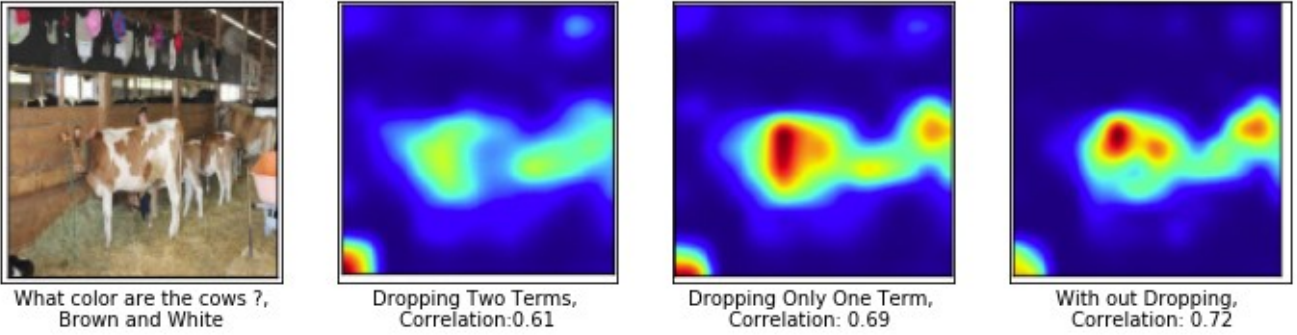 What color are the cows ?,
Brown and White
Dropping Two Terms,
Correlation:0.61
Dropping Only One Term,
Correlation: 0.69
With out Dropping,
Correlation: 0.72